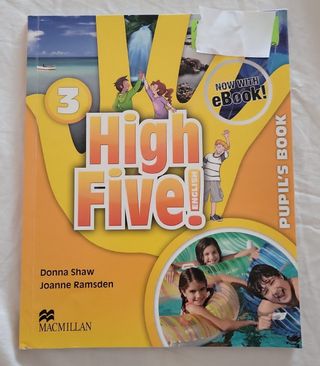 NOW WITH
eBook!
3
High
Five!
ENGLISH
PUPIL'S BOOK
Donna Shaw
Joanne Ramsden
MACMILLAN